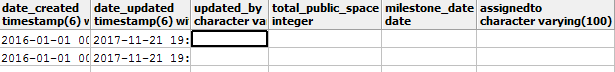 date_created date_updated updated_by total_public_space milestone_date assignedto
timestamp(6) timestamp(6) wi character var integer date character varying(100)
2016-01-01 00 2017-11-21 19:
2016-01-01 00 2017-11-21 19: